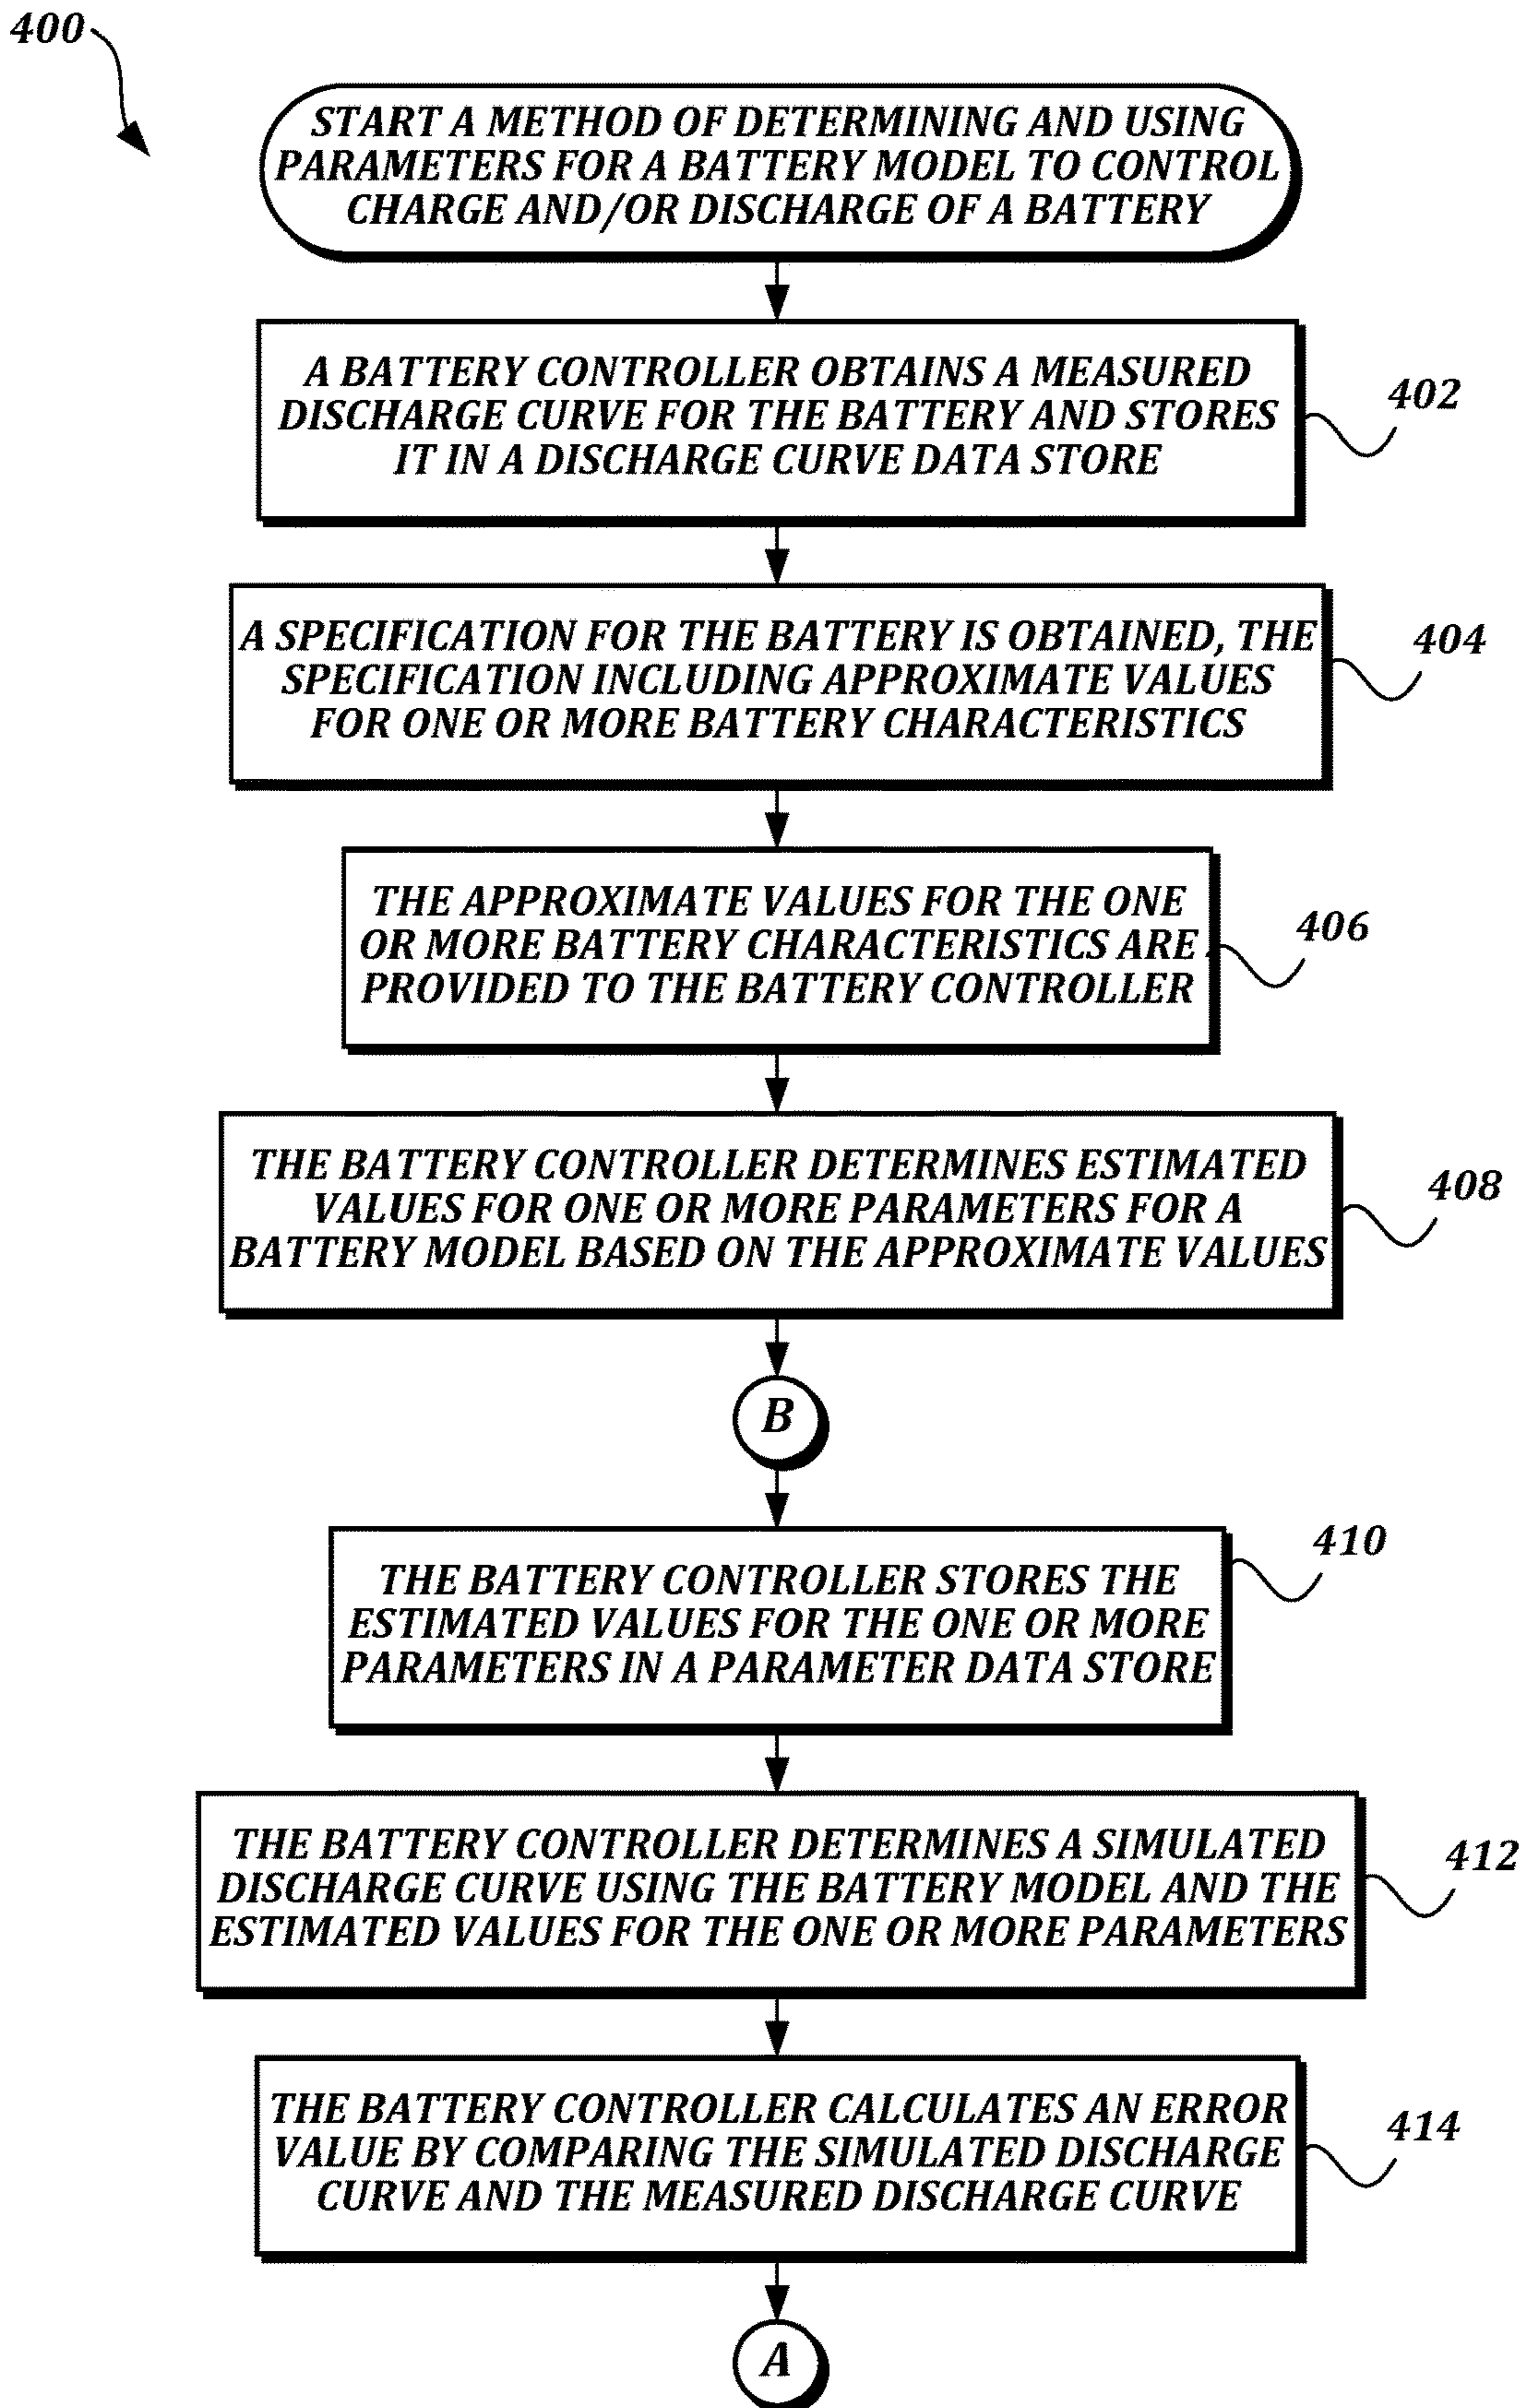 400
START A METHOD OF DETERMINING AND USING
PARAMETERS FOR A BATTERY MODEL TO CONTROL
CHARGE AND/OR DISCHARGE OF A BATTERY
A BATTERY CONTROLLER OBTAINS A MEASURED
DISCHARGE CURVE FOR THE BATTERY AND STORES
IT IN A DISCHARGE CURVE DATA STORE
402
A SPECIFICATION FOR THE BATTERY IS OBTAINED, THE
SPECIFICATION INCLUDING APPROXIMATE VALUES
FOR ONE OR MORE BATTERY CHARACTERISTICS
404
THE APPROXIMATE VALUES FOR THE ONE
OR MORE BATTERY CHARACTERISTICS ARE
PROVIDED TO THE BATTERY CONTROLLER
406
THE BATTERY CONTROLLER DETERMINES ESTIMATED
VALUES FOR ONE OR MORE PARAMETERS FOR A
BATTERY MODEL BASED ON THE APPROXIMATE VALUES
408
B
THE BATTERY CONTROLLER STORES THE
ESTIMATED VALUES FOR THE ONE OR MORE
PARAMETERS IN A PARAMETER DATA STORE
410
THE BATTERY CONTROLLER DETERMINES A SIMULATED
DISCHARGE CURVE USING THE BATTERY MODEL AND THE
ESTIMATED VALUES FOR THE ONE OR MORE PARAMETERS
412
THE BATTERY CONTROLLER CALCULATES AN ERROR
VALUE BY COMPARING THE SIMULATED DISCHARGE
CURVE AND THE MEASURED DISCHARGE CURVE
414
A